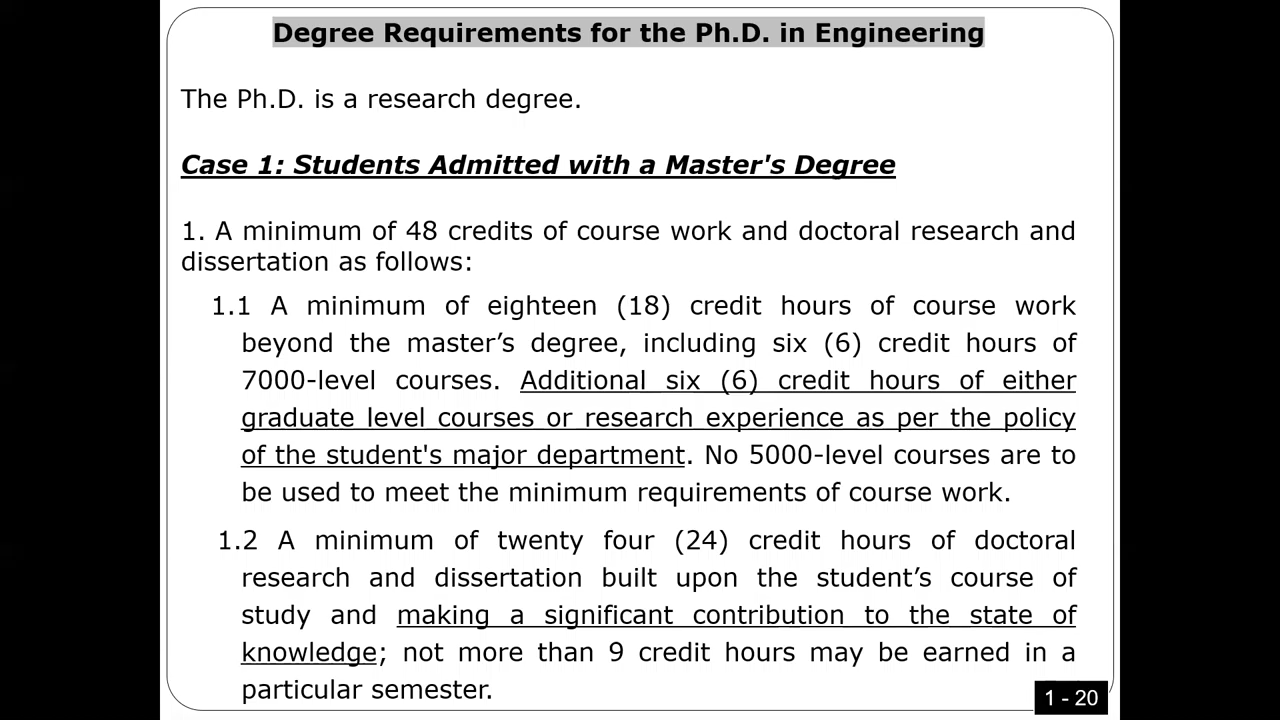 Degree Requirements for the Ph.D. in Engineering
The Ph.D. is a research degree.
Case 1: Students Admitted with a Master's Degree
1. A minimum of 48 credits of course work and doctoral research and
dissertation as follows:
1.1 A minimum of eighteen (18) credit hours of course work
beyond the master’s degree, including six (6) credit hours of
7000-level courses. Additional six (6) credit hours of either
graduate level courses or research experience as per the policy
of the student's major department. No 5000-level courses are to
be used to meet the minimum requirements of course work.
1.2 A minimum of twenty four (24) credit hours of doctoral
research and dissertation built upon the student’s course of
study and making a significant contribution to the state of
knowledge; not more than 9 credit hours may be earned in a
particular semester.
1 - 20